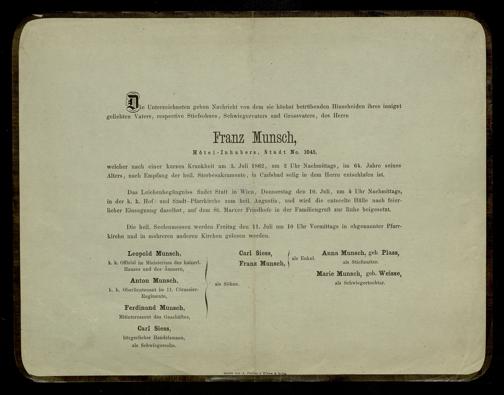 Die Unterzeichneten geben Nachricht von dem sie höchst betrübenden Hinscheiden ihres innigst
geliebten Vaters, respective Stiefsohnes, Schwiegervaters und Grossvaters, des Herrn
Franz Munsch,
Hôtel-Inhabers, Stadt No. 1045,
welcher nach einer kurzen Krankheit am 5. Juli 1862, um 2 Uhr Nachmittags, im 64. Jahre seines
Alters, nach Empfang der heil. Sterbesakramente, in Carlsbad selig in dem Herrn entschlafen ist.
Das Leichenbegängniss findet Statt in Wien, Donnerstag den 10. Juli, um 4 Uhr Nachmittags,
in der k. k. Hof- und Stadt-Pfarrkirche zum heil. Augustin, und wird die entseelte Hülle nach feier-
licher Einsegnung daselbst, auf dem St. Marxer Friedhofe in der Familiengruft zur Ruhe beigesetzt.
Die heil. Seelenmessen werden Freitag den 11. Juli um 10 Uhr Vormittags in obgenannter Pfarr-
kirche und in mehreren anderen Kirchen gelesen werden.
Leopold Munsch,
k. k. Official im Ministerium des kaiserl.
Hauses und des Äussern,
Anton Munsch,
k. k. Oberlieutenant im 11. Cürassier-
Regimente,
Ferdinand Munsch,
Mitinteressent des Geschäftes,
Carl Siess,
bürgerlicher Handelsmann,
als Schwiegersohn.
als Söhne.
Carl Siess,
Franz Munsch,
als Enkel.
Anna Munsch, geb. Plass,
als Stiefmutter.
Marie Munsch, geb. Weisse,
als Schwiegertochter.